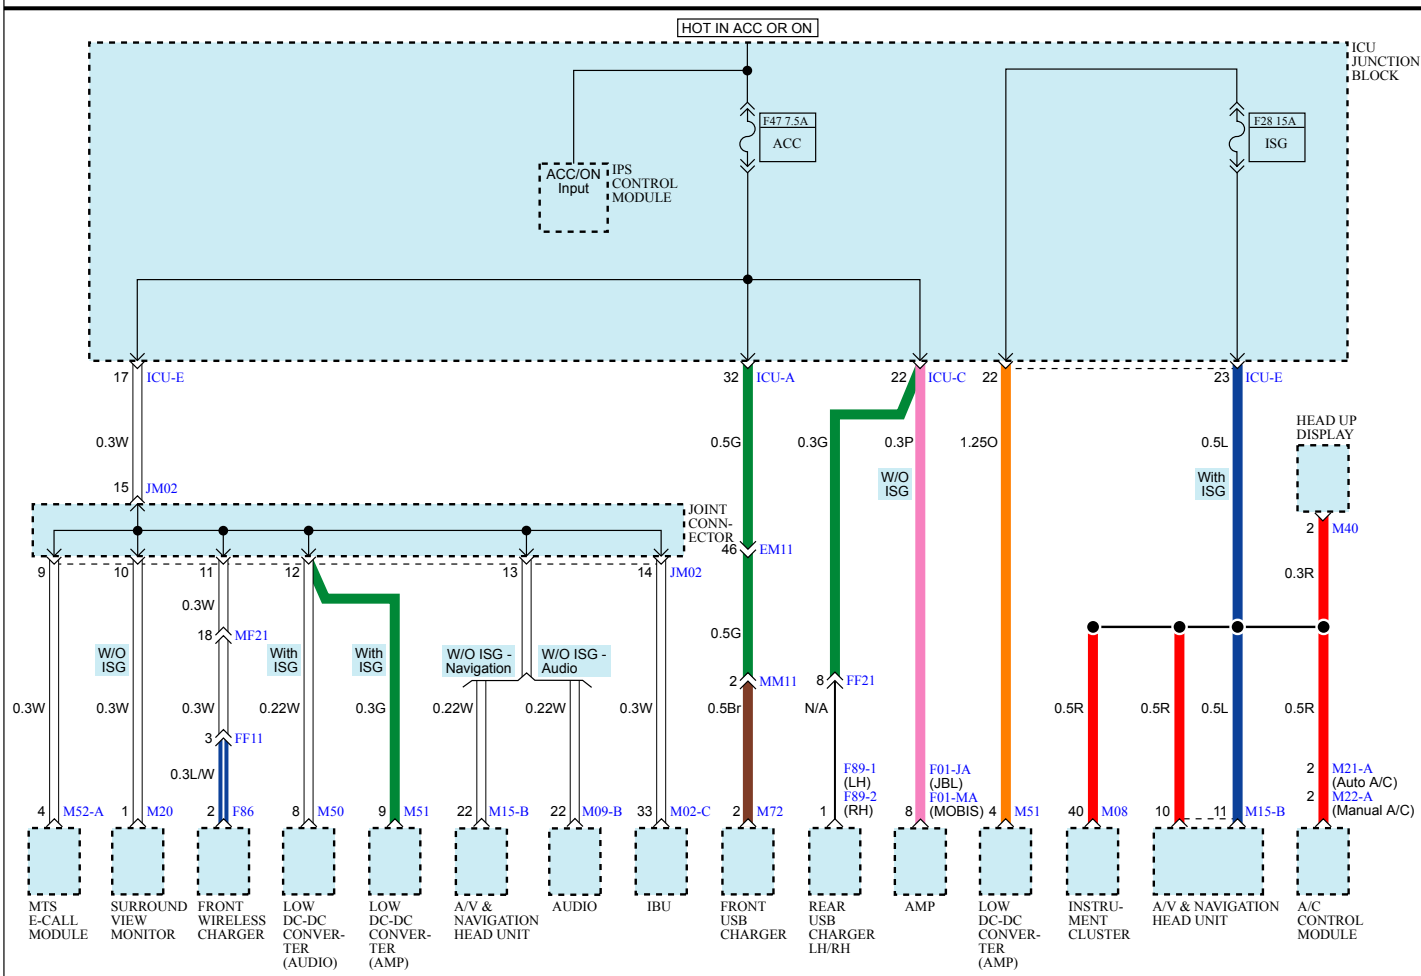 HOT IN ACC OR ON
ICU
JUNCTION
BLOCK
F47 7.5A
ACC
F28 15A
ISG
ACC/ON
Input
IPS
CONTROL
MODULE
17 ICU-E
32 ICU-A
22 ICU-C
22
23 ICU-E
HEAD UP
DISPLAY
0.3W
0.5G
0.3G
0.3P
1.25O
0.5L
W/O
ISG
With
ISG
15 JM02
JOINT
CONN-
ECTOR
2 M40
46 EM11
9
10
11
12
13
14 JM02
0.3R
0.3W
18 MF21
0.5G
W/O
ISG
With
ISG
With
ISG
W/O ISG -
Navigation
W/O ISG -
Audio
2 MM11
8 FF21
0.3W
0.3W
0.3W
0.22W
0.3G
0.22W
0.22W
0.3W
0.5Br
N/A
0.5R
0.5R
0.5L
0.5R
3 FF11
0.3L/W
F89-1
(LH)
F89-2
(RH)
F01-JA
(JBL)
F01-MA
(MOBIS)
2 M21-A
(Auto A/C)
2 M22-A
(Manual A/C)
4 M52-A
1 M20
2 F86
8 M50
9 M51
22 M15-B
22 M09-B
33 M02-C
2 M72
1
8
4 M51
40 M08
10
11 M15-B
MTS
E-CALL
MODULE
SURROUND
VIEW
MONITOR
FRONT
WIRELESS
CHARGER
LOW
DC-DC
CONVER-
TER
(AUDIO)
LOW
DC-DC
CONVER-
TER
(AMP)
A/V &
NAVIGATION
HEAD UNIT
AUDIO
IBU
FRONT
USB
CHARGER
REAR
USB
CHARGER
LH/RH
AMP
LOW
DC-DC
CONVER-
TER
(AMP)
INSTRU-
MENT
CLUSTER
A/V & NAVIGATION
HEAD UNIT
A/C
CONTROL
MODULE